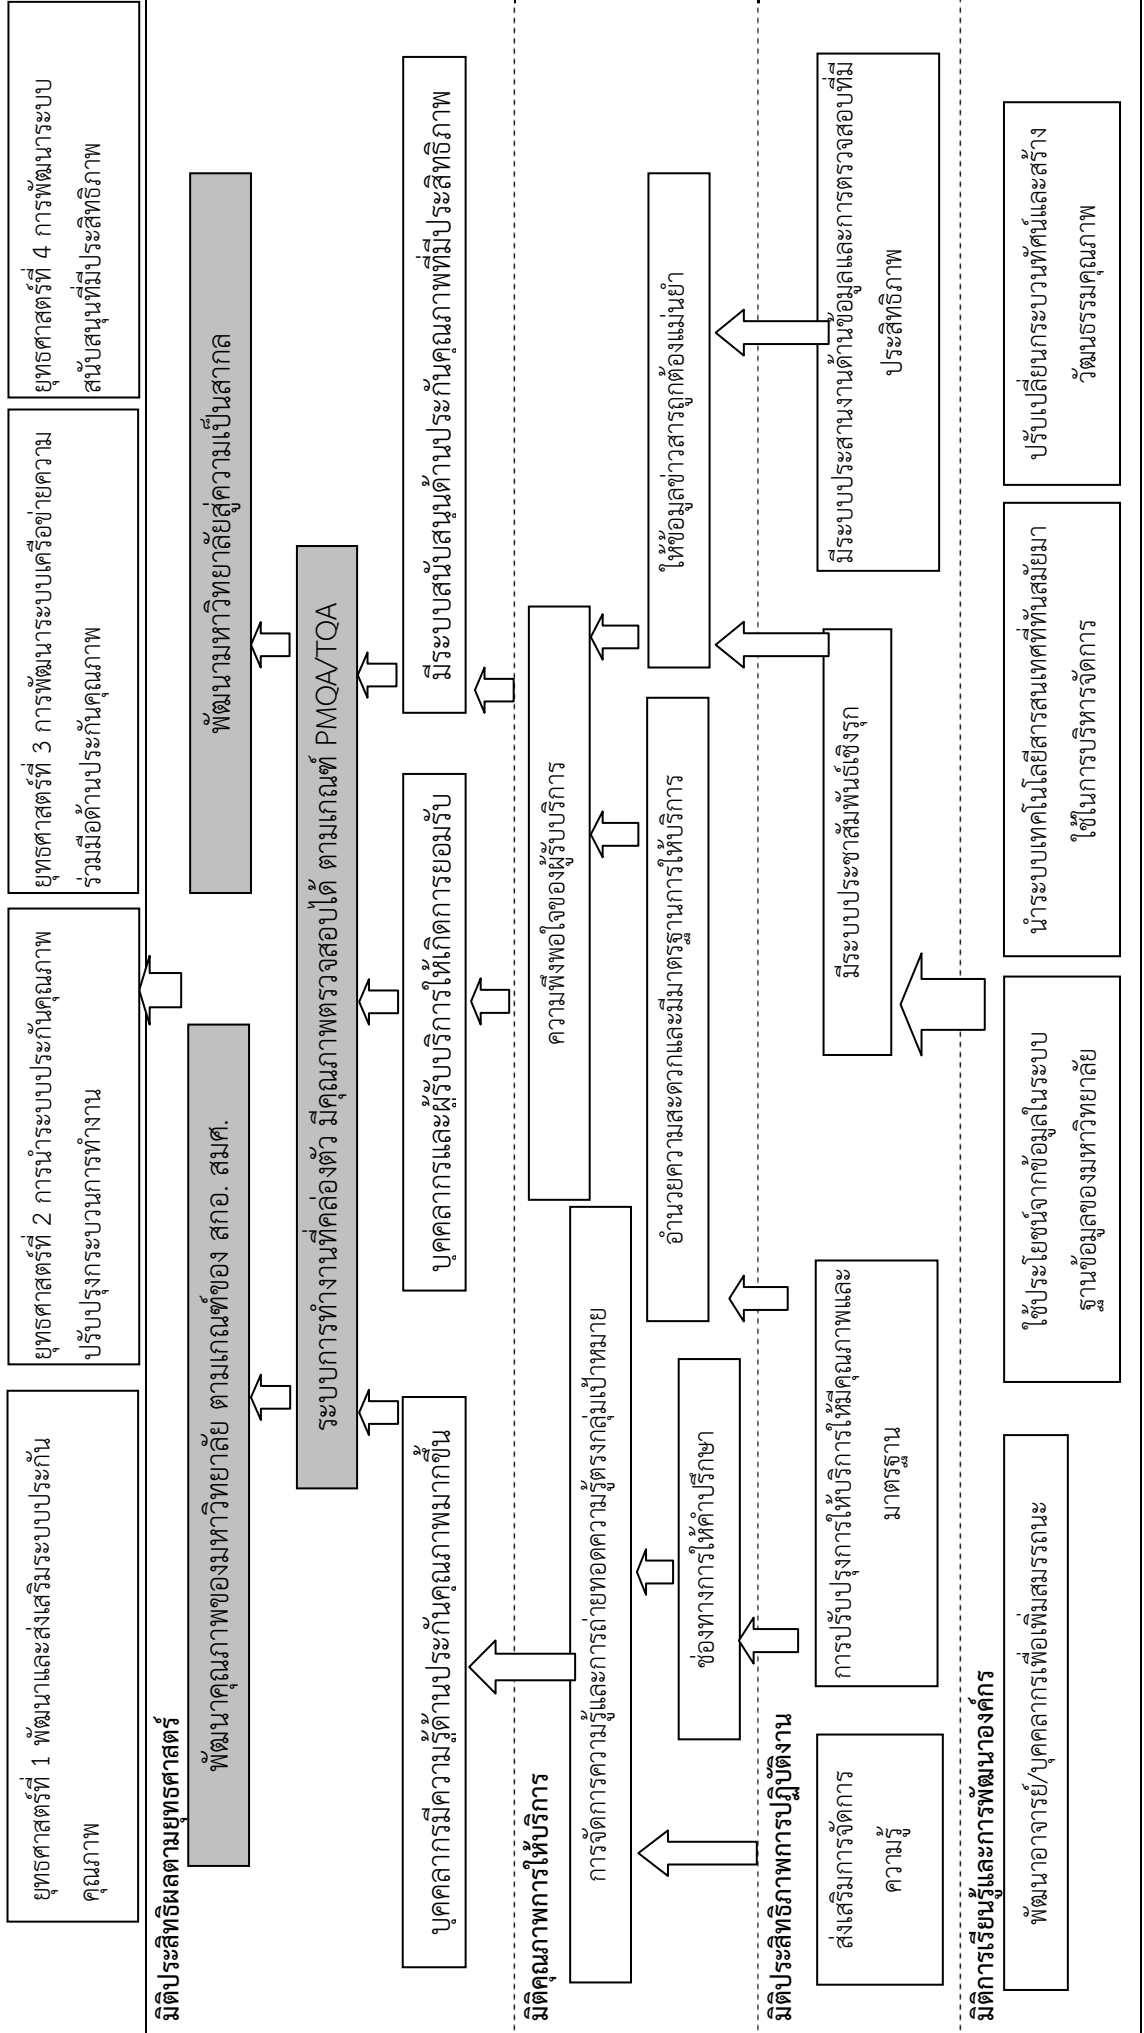 ยุทธศาสตร์ที่ 1 พัฒนาและส่งเสริมระบบประกัน
คุณภาพ
ยุทธศาสตร์ที่ 2 การนำระบบประกันคุณภาพ
ปรับปรุงกระบวนการทำงาน
ยุทธศาสตร์ที่ 3 การพัฒนาระบบเครือข่ายความ
ร่วมมือด้านประกันคุณภาพ
ยุทธศาสตร์ที่ 4 การพัฒนาระบบ
สนับสนุนที่มีประสิทธิภาพ
มิติประสิทธิผลตามยุทธศาสตร์
พัฒนาคุณภาพของมหาวิทยาลัย ตามเกณฑ์ของ สกอ. สมศ.
พัฒนามหาวิทยาลัยสู่ความเป็นสากล
ระบบการทำงานที่คล่องตัว มีคุณภาพตรวจสอบได้ ตามเกณฑ์ PMQA/TQA
บุคคลากรมีความรู้ด้านประกันคุณภาพมากขึ้น
บุคคลากรและผู้รับบริการให้เกิดการยอมรับ
มีระบบสนับสนุนด้านประกันคุณภาพที่มีประสิทธิภาพ
มิติคุณภาพการให้บริการ
ความพึงพอใจของผู้รับบริการ
การจัดการความรู้และการถ่ายทอดความรู้ตรงกลุ่มเป้าหมาย
อำนวยความสะดวกและมีมาตรฐานการให้บริการ
ให้ข้อมูลข่าวสารถูกต้องแม่นยำ
ช่องทางการให้คำปรึกษา
มิติประสิทธิภาพการปฏิบัติงาน
ส่งเสริมการจัดการ
ความรู้
การปรับปรุงการให้บริการให้มีคุณภาพและ
มาตรฐาน
มีระบบประชาสัมพันธ์เชิงรุก
มีระบบประสานงานด้านข้อมูลและการตรวจสอบที่มี
ประสิทธิภาพ
มิติการเรียนรู้และการพัฒนาองค์กร
พัฒนาอาจารย์/บุคคลากรเพื่อเพิ่มสมรรถนะ
ใช้ประโยชน์จากข้อมูลในระบบ
ฐานข้อมูลของมหาวิทยาลัย
นำระบบเทคโนโลยีสารสนเทศที่ทันสมัยมา
ใช้ในการบริหารจัดการ
ปรับเปลี่ยนกระบวนทัศน์และสร้าง
วัฒนธรรมคุณภาพ